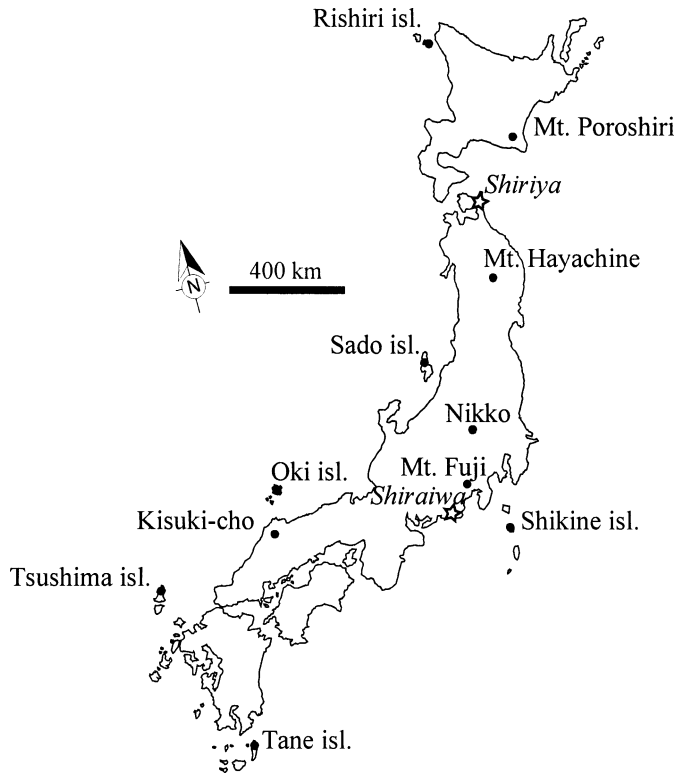 Rishiri isl.
Mt. Poroshiri
Shiriya
Mt. Hayachine
N
400 km
Sado isl.
Nikko
Mt. Fuji
Oki isl.
Shiraiwa
Kisuki-cho
Shikine isl.
Tsushima isl.
Tane isl.